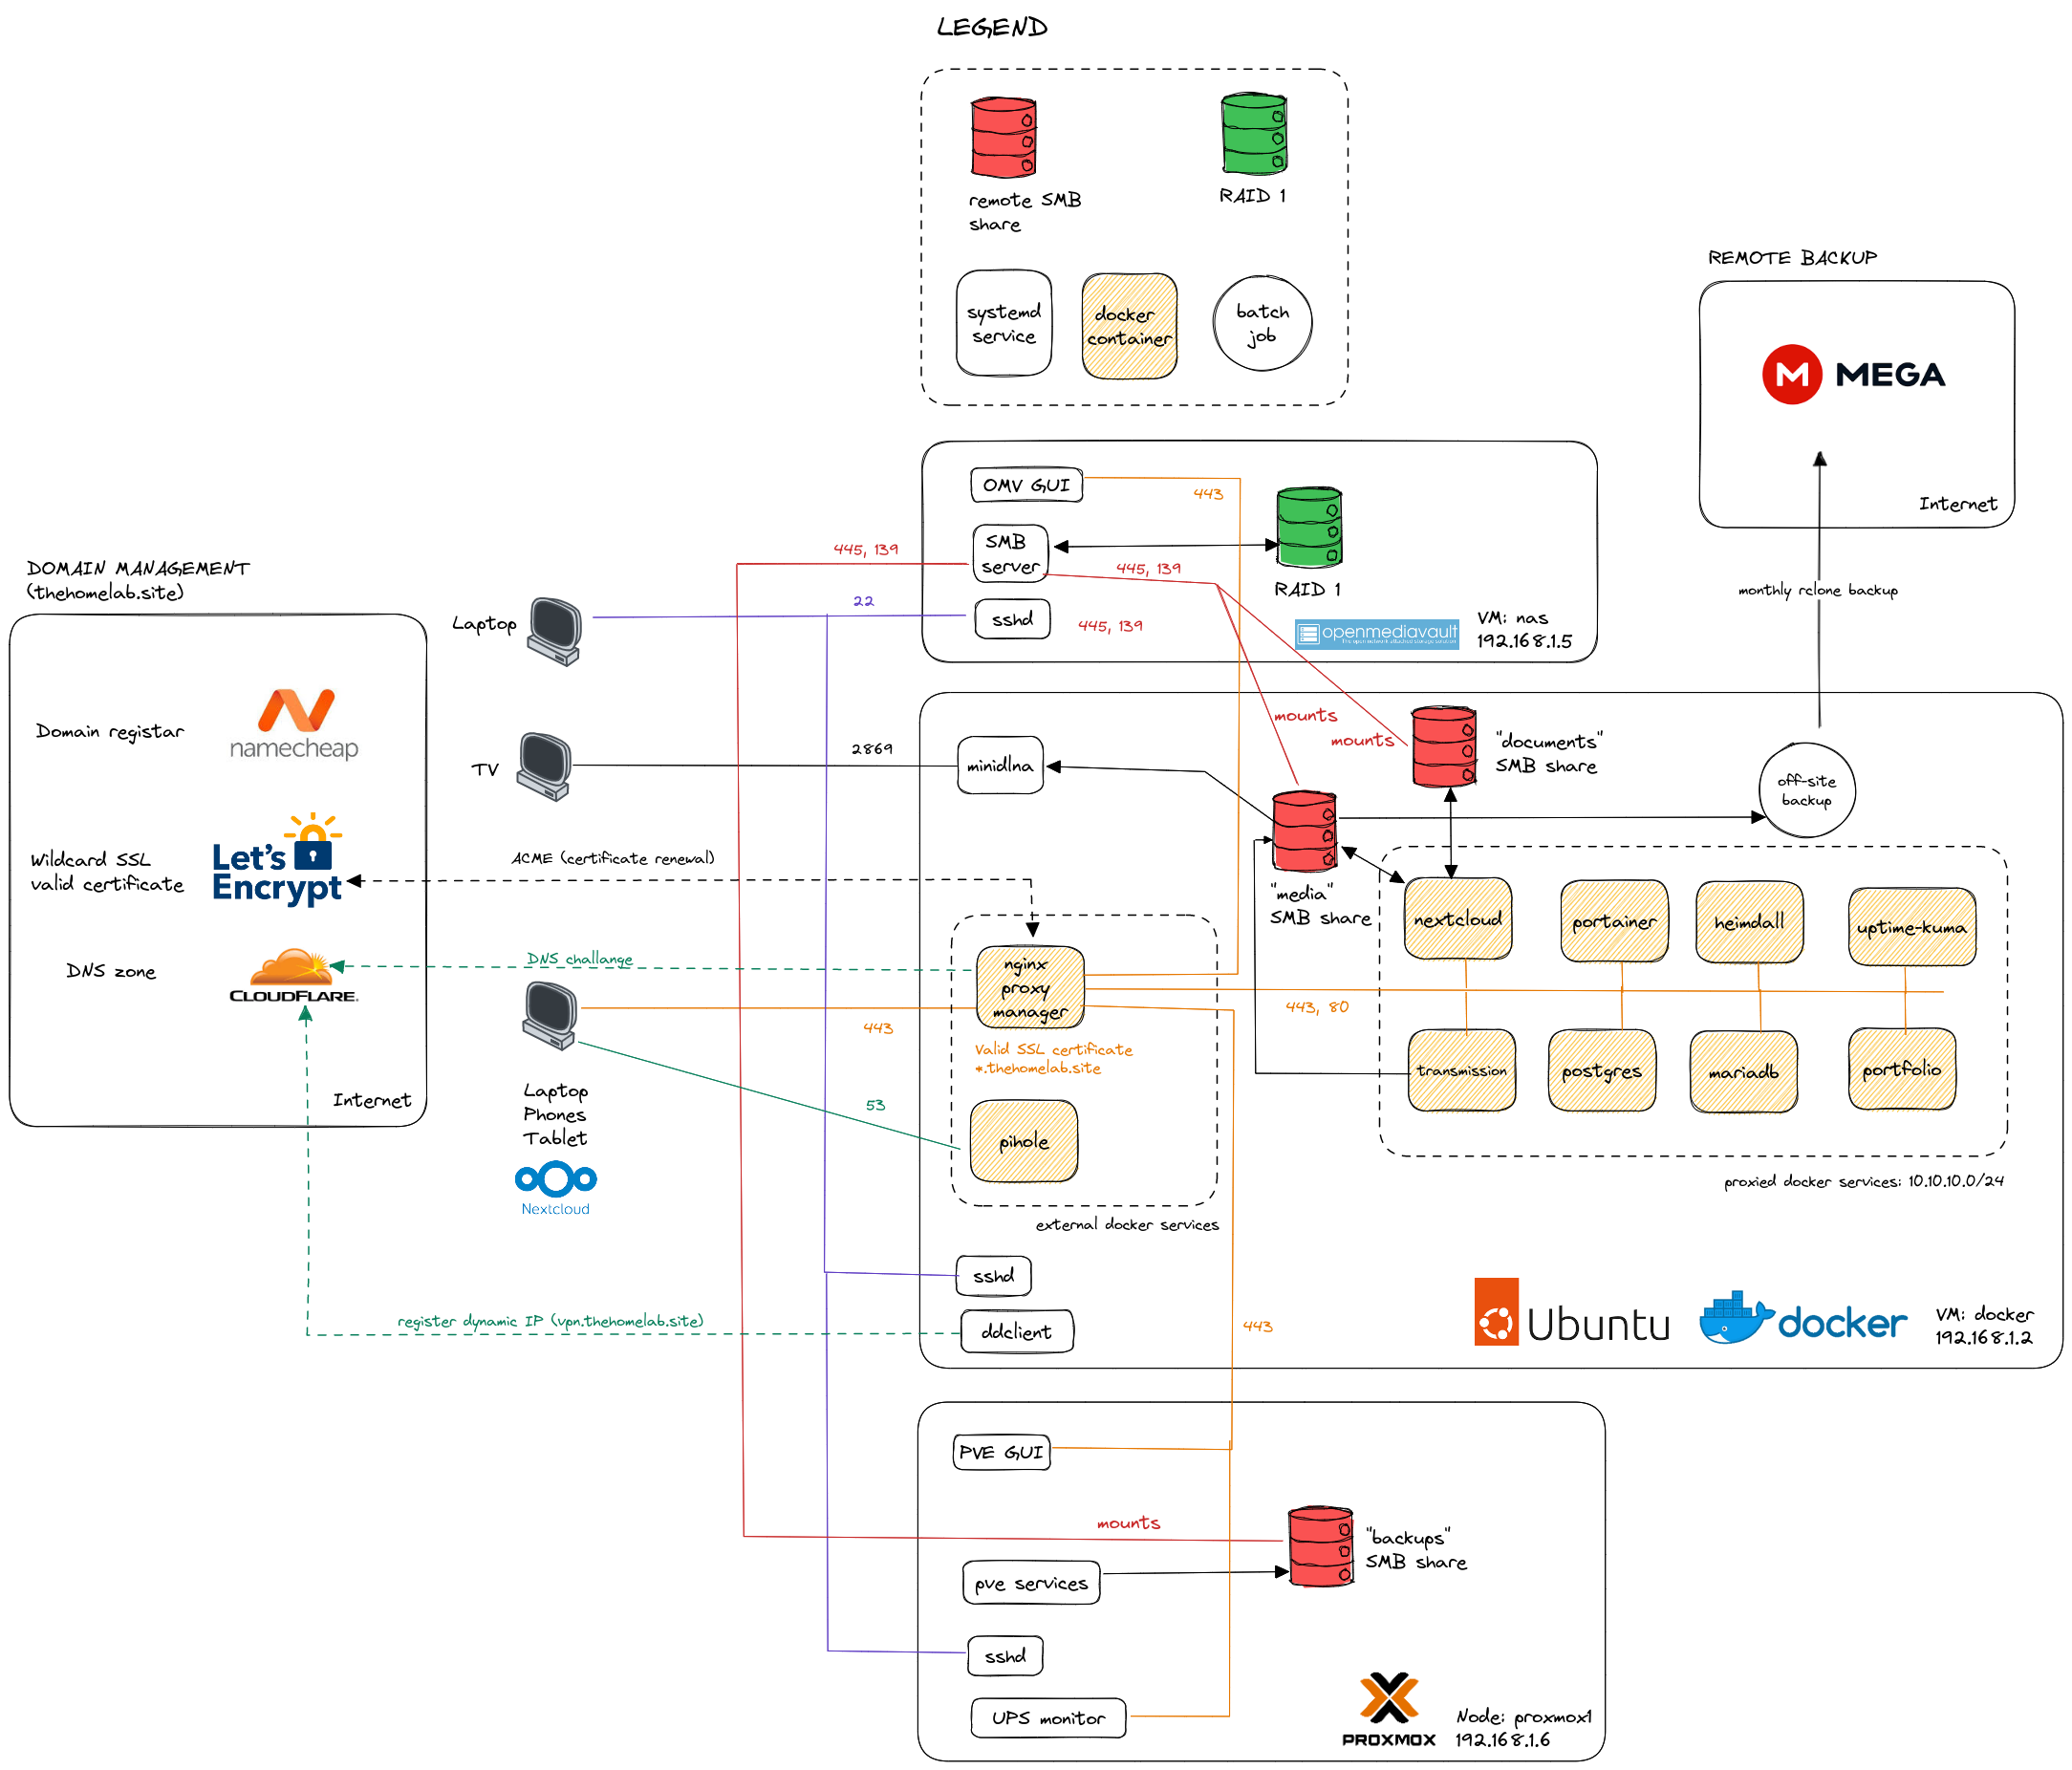 LEGEND
remote SMB
share
RAID 1
systemd
service
docker
container
batch
job
REMOTE BACKUP
MEGA
Internet
monthly rclone backup
OMV GUI
443
SMB
server
445, 139
445, 139
RAID 1
sshd
22
445, 139
openmediavault
The open network attached storage solution
VM: nas
192.168.1.5
DOMAIN MANAGEMENT
(thehomelab.site)
Domain registar
namecheap
Wildcard SSL
valid certificate
Let's
Encrypt
DNS zone
CLOUDFLARE
Internet
Laptop
TV
2869
minidlna
mounts
mounts
"documents"
SMB share
off-site
backup
ACME (certificate renewal)
"media"
SMB share
DNS challange
nginx
proxy
manager
443
443, 80
Valid SSL certificate
*.thehomelab.site
53
pihole
external docker services
Laptop
Phones
Tablet
Nextcloud
nextcloud
portainer
heimdall
uptime-kuma
transmission
postgres
mariadb
portfolio
proxied docker services: 10.10.10.0/24
sshd
register dynamic IP (vpn.thehomelab.site)
ddclient
443
Ubuntu
docker
VM: docker
192.168.1.2
PVE GUI
mounts
"backups"
SMB share
pve services
sshd
UPS monitor
PROXMOX
Node: proxmox1
192.168.1.6